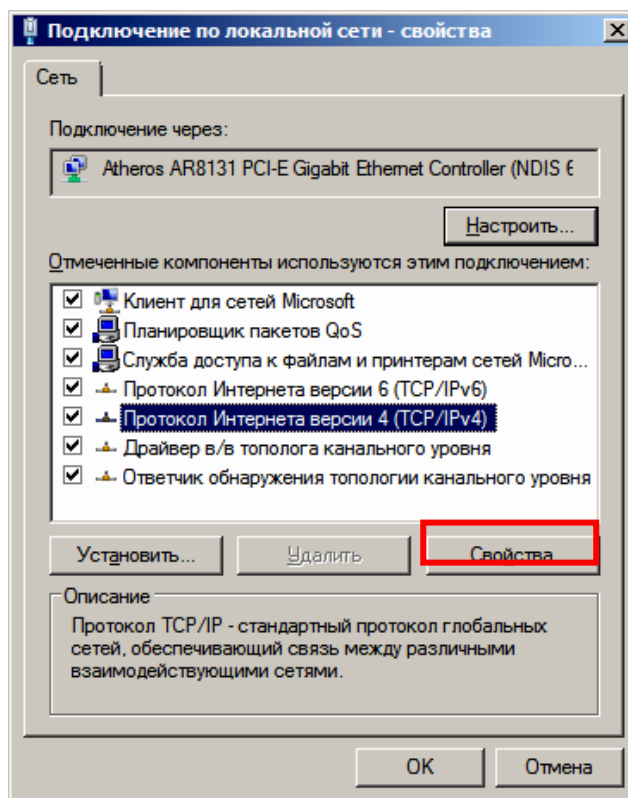 Подключение по локальной сети - свойства
Сеть
Подключение через:
Atheros AR8131 PCI-E Gigabit Ethernet Controller (NDIS 6
Настроить...
Отмеченные компоненты используются этим подключением:
Клиент для сетей Microsoft
Планировщик пакетов QoS
Служба доступа к файлам и принтерам сетей Micro...
Протокол Интернета версии 6 (TCP/IPv6)
Протокол Интернета версии 4 (TCP/IPv4)
Драйвер в/в тополога канального уровня
Ответчик обнаружения топологии канального уровня
Установить...
Удалить
Свойства
Описание
Протокол TCP/IP - стандартный протокол глобальных
сетей, обеспечивающий связь между различными
взаимодействующими сетями.
OK
Отмена